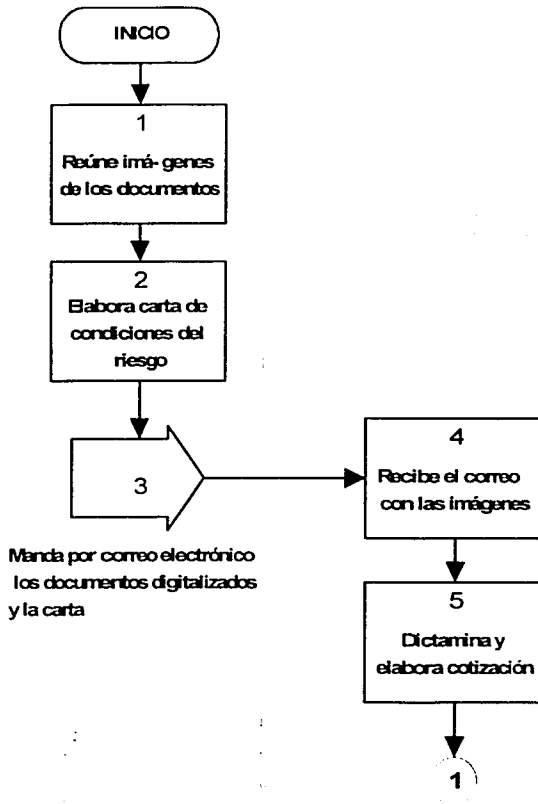 INICIO
1
Reúne imá- genes
de los documentos
2
Elabora carta de
condiciones del
riesgo
3
Manda por correo electrónico
los documentos digitalizados
y la carta
4
Recibe el correo
con las imágenes
5
Dictamina y
elabora cotización
1